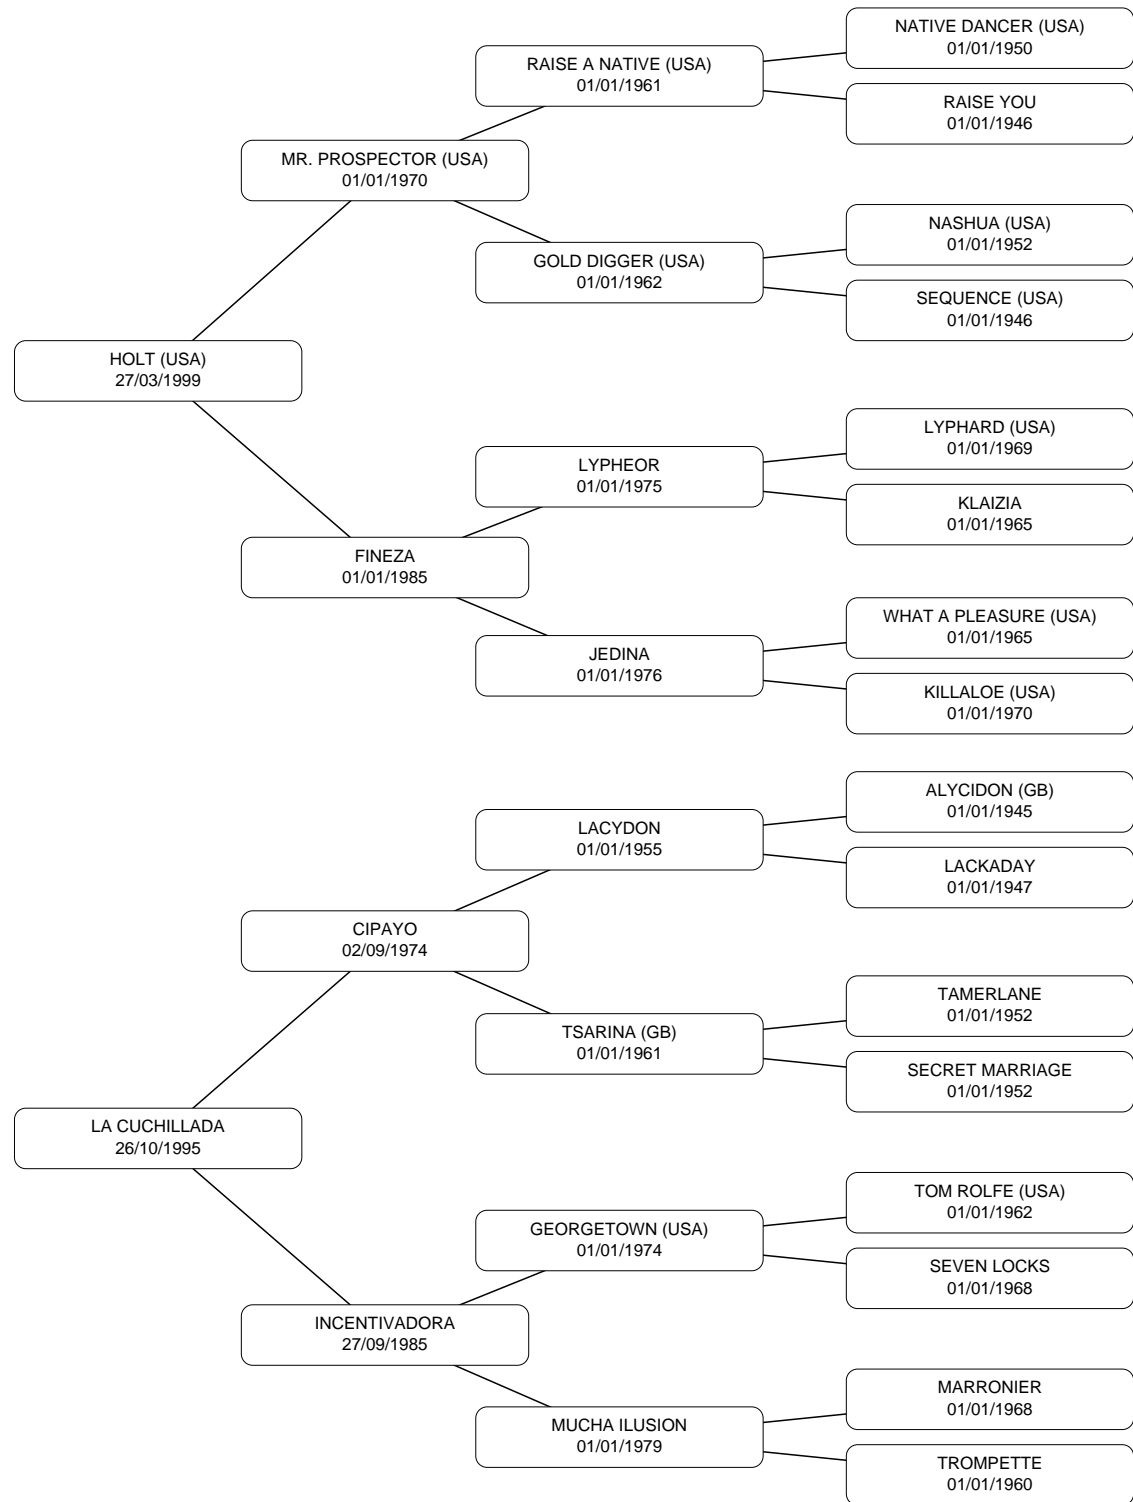 NATIVE DANCER (USA)
01/01/1950
RAISE A NATIVE (USA)
01/01/1961
RAISE YOU
01/01/1946
MR. PROSPECTOR (USA)
01/01/1970
NASHUA (USA)
01/01/1952
GOLD DIGGER (USA)
01/01/1962
SEQUENCE (USA)
01/01/1946
HOLT (USA)
27/03/1999
LYPHARD (USA)
01/01/1969
LYPHEOR
01/01/1975
KLAIZIA
01/01/1965
FINEZA
01/01/1985
WHAT A PLEASURE (USA)
01/01/1965
JEDINA
01/01/1976
KILLALOE (USA)
01/01/1970
ALYCIDON (GB)
01/01/1945
LACYDON
01/01/1955
LACKADAY
01/01/1947
CIPAYO
02/09/1974
TAMERLANE
01/01/1952
TSARINA (GB)
01/01/1961
SECRET MARRIAGE
01/01/1952
LA CUCHILLADA
26/10/1995
TOM ROLFE (USA)
01/01/1962
GEORGETOWN (USA)
01/01/1974
SEVEN LOCKS
01/01/1968
INCENTIVADORA
27/09/1985
MARRONIER
01/01/1968
MUCHA ILUSION
01/01/1979
TROMPETTE
01/01/1960